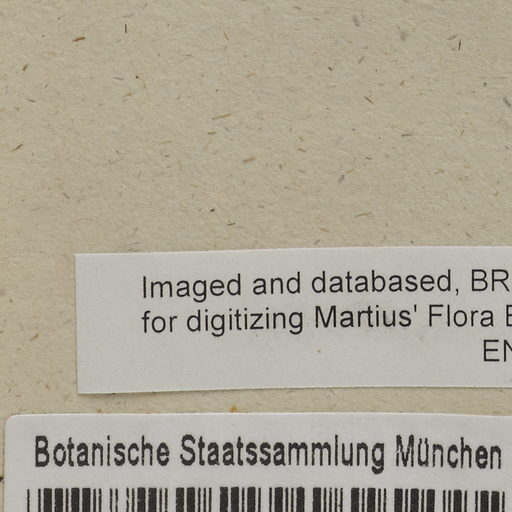 Imaged and databased, BR
for digitizing Martius' Flora
EN
Botanische Staatssammlung München